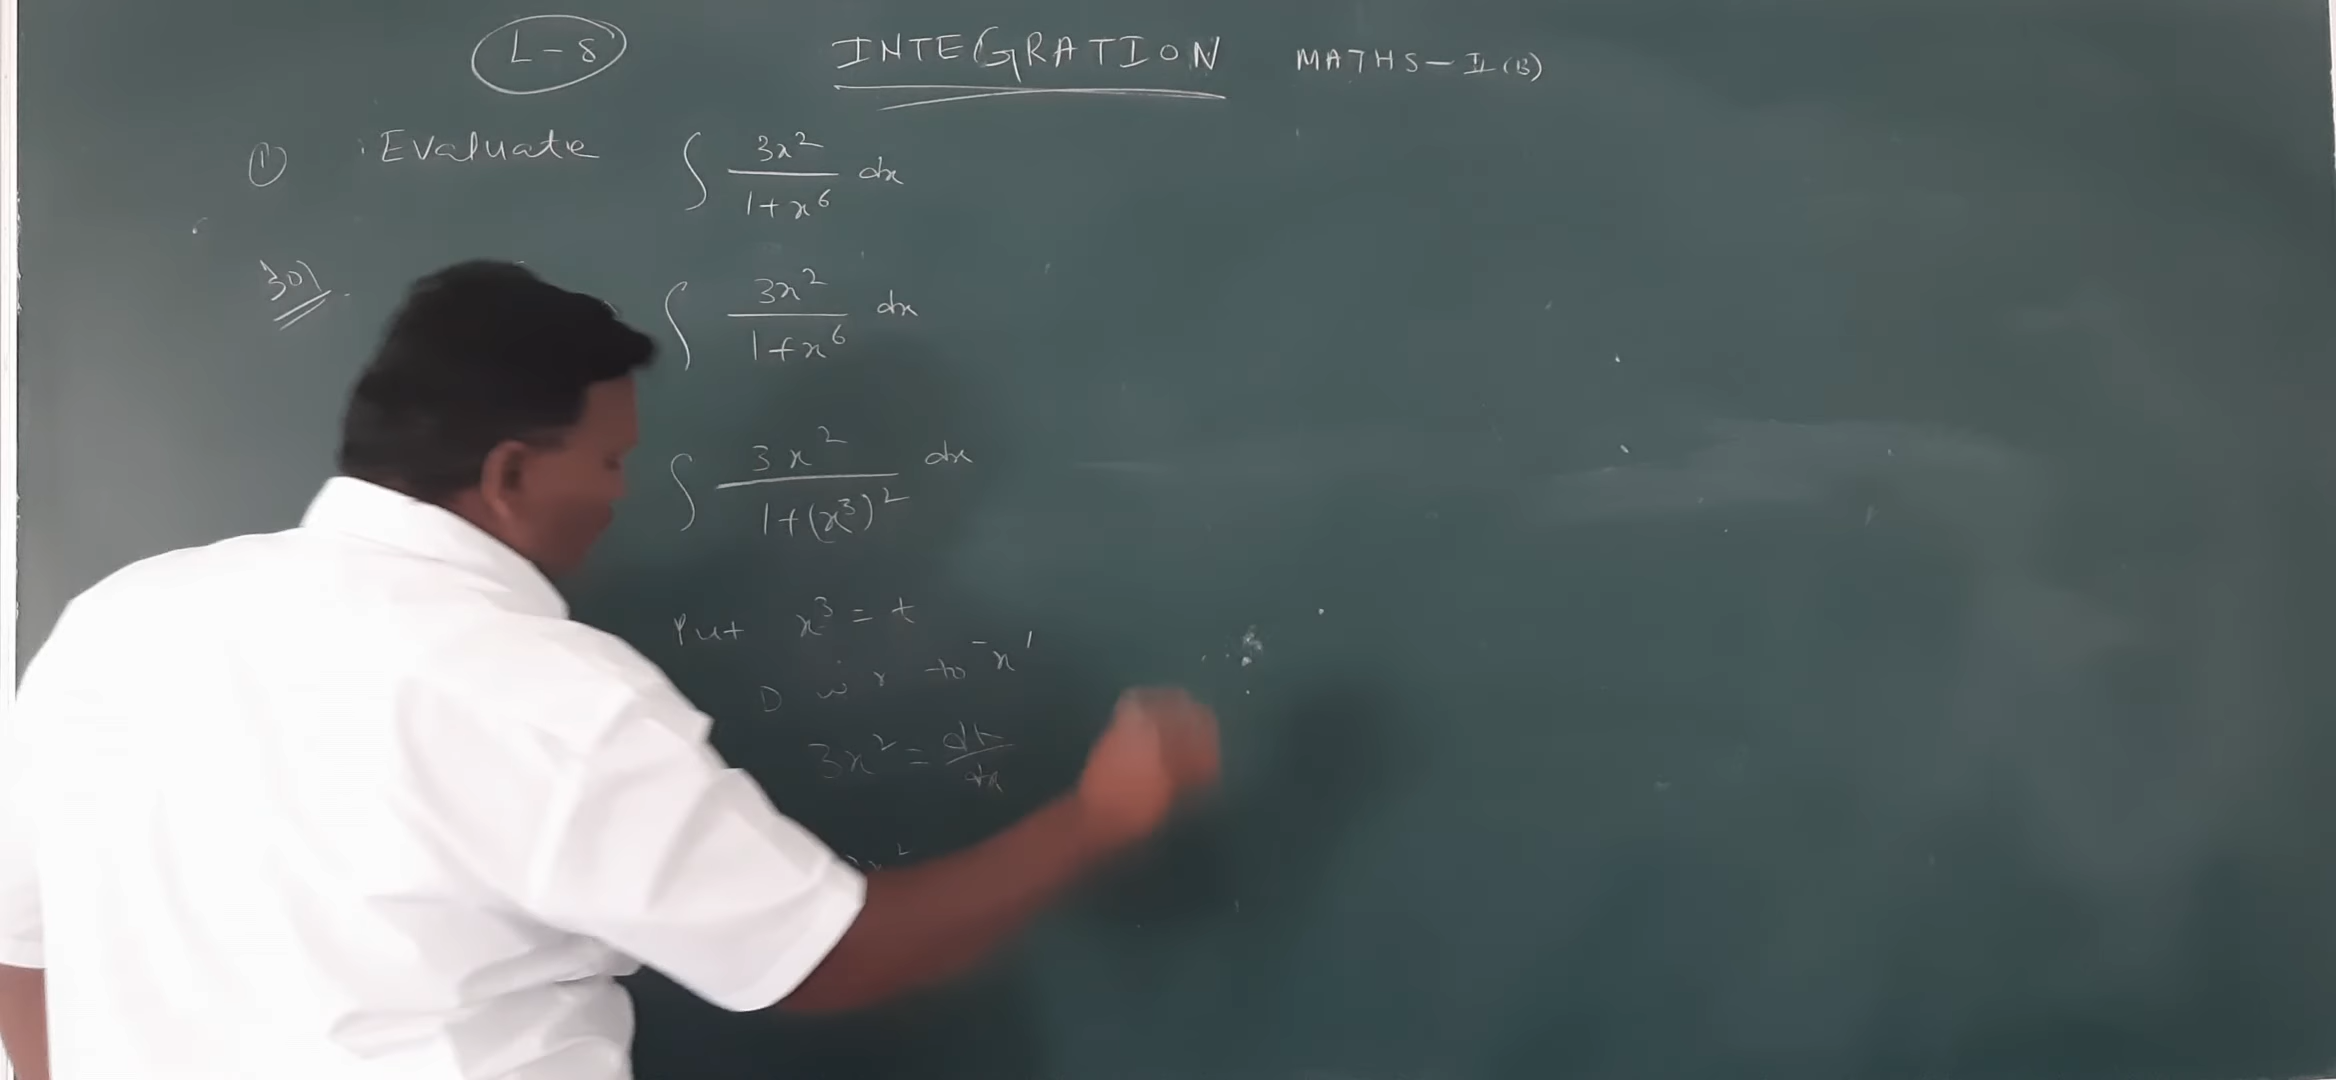 L-8 INTEGRATION MATHS-II(B)
① Evaluate ∫ 3x²/(1+x⁶) dx
Sol ∫ 3x²/(1+x⁶) dx
∫ 3x²/(1+(x³)²) dx
Put x³ = t
D w r to 'x'
3x² = dt/dx